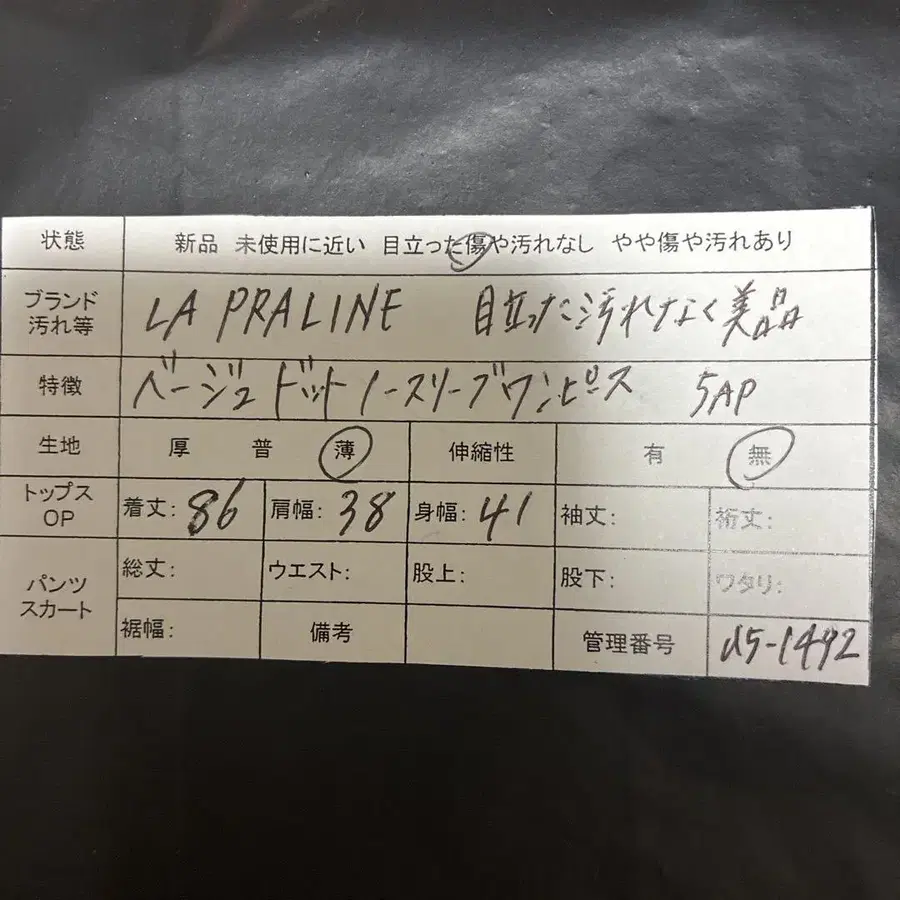 状態 新品 未使用に近い 目立った傷や汚れなし やや傷や汚れあり
ブランド
汚れ等 LA PRALINE 目立った汚れなく美品
特徴 ベージュ ドット ノースリーブワンピース 5AP
生地 厚 普 薄 伸縮性 有 無
トップス
OP 着丈: 86 肩幅: 38 身幅: 41 袖丈: 裄丈:
パンツ
スカート 総丈: ウエスト: 股上: 股下: ワタリ:
裾幅: 備考 管理番号